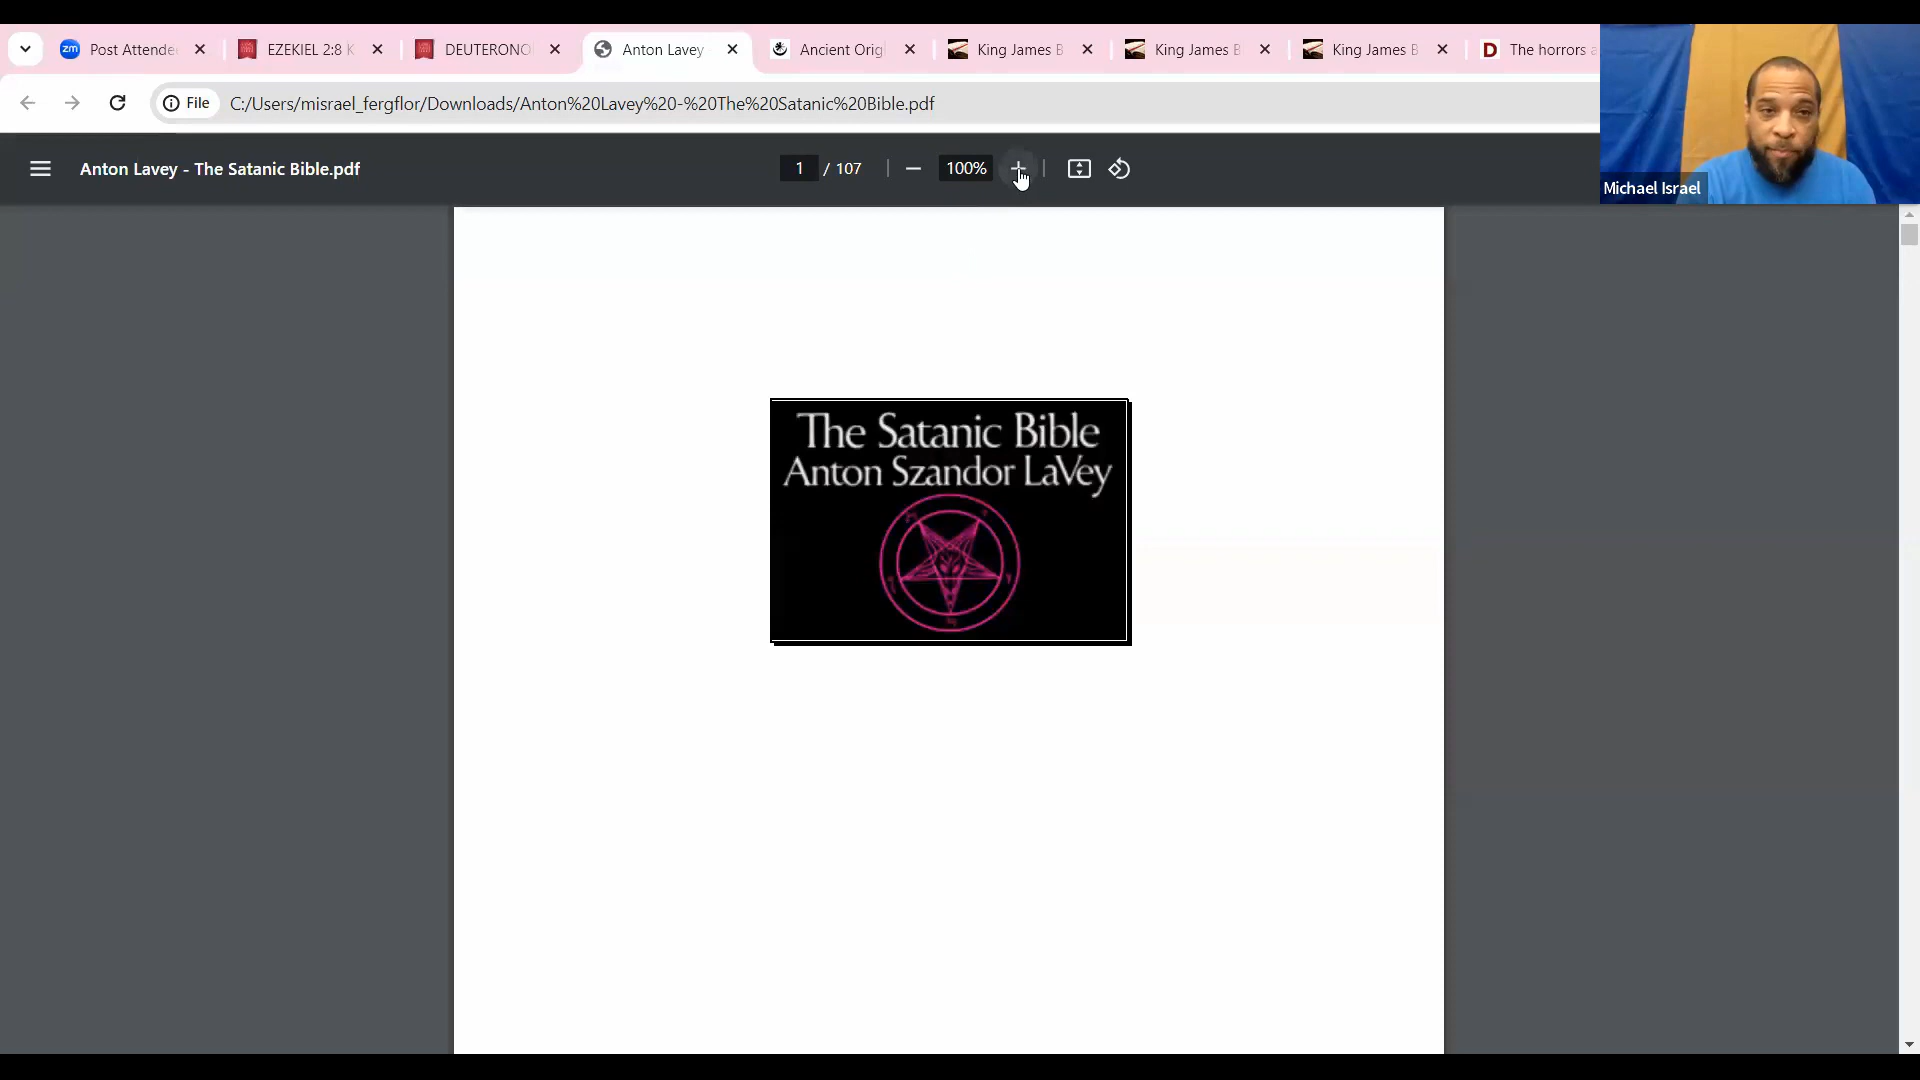 Post Attende
EZEKIEL 2:8 K
DEUTERONO
Anton Lavey
Ancient Orig
King James B
King James B
King James B
The horrors a
File
C:/Users/misrael_fergflor/Downloads/Anton%20Lavey%20-%20The%20Satanic%20Bible.pdf
Anton Lavey - The Satanic Bible.pdf
1 / 107
100%
Michael Israel
The Satanic Bible
Anton Szandor LaVey